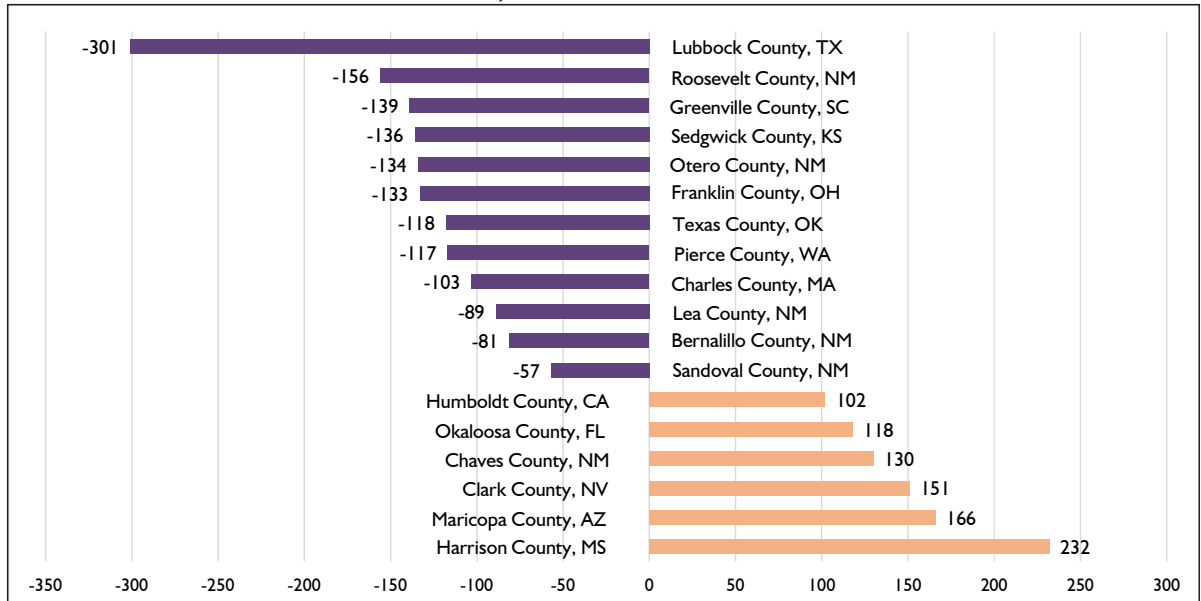 -301 Lubbock County, TX
-156 Roosevelt County, NM
-139 Greenville County, SC
-136 Sedgwick County, KS
-134 Otero County, NM
-133 Franklin County, OH
-118 Texas County, OK
-117 Pierce County, WA
-103 Charles County, MA
-89 Lea County, NM
-81 Bernalillo County, NM
-57 Sandoval County, NM
Humboldt County, CA 102
Okaloosa County, FL 118
Chaves County, NM 130
Clark County, NV 151
Maricopa County, AZ 166
Harrison County, MS 232
-350 -300 -250 -200 -150 -100 -50 0 50 100 150 200 250 300